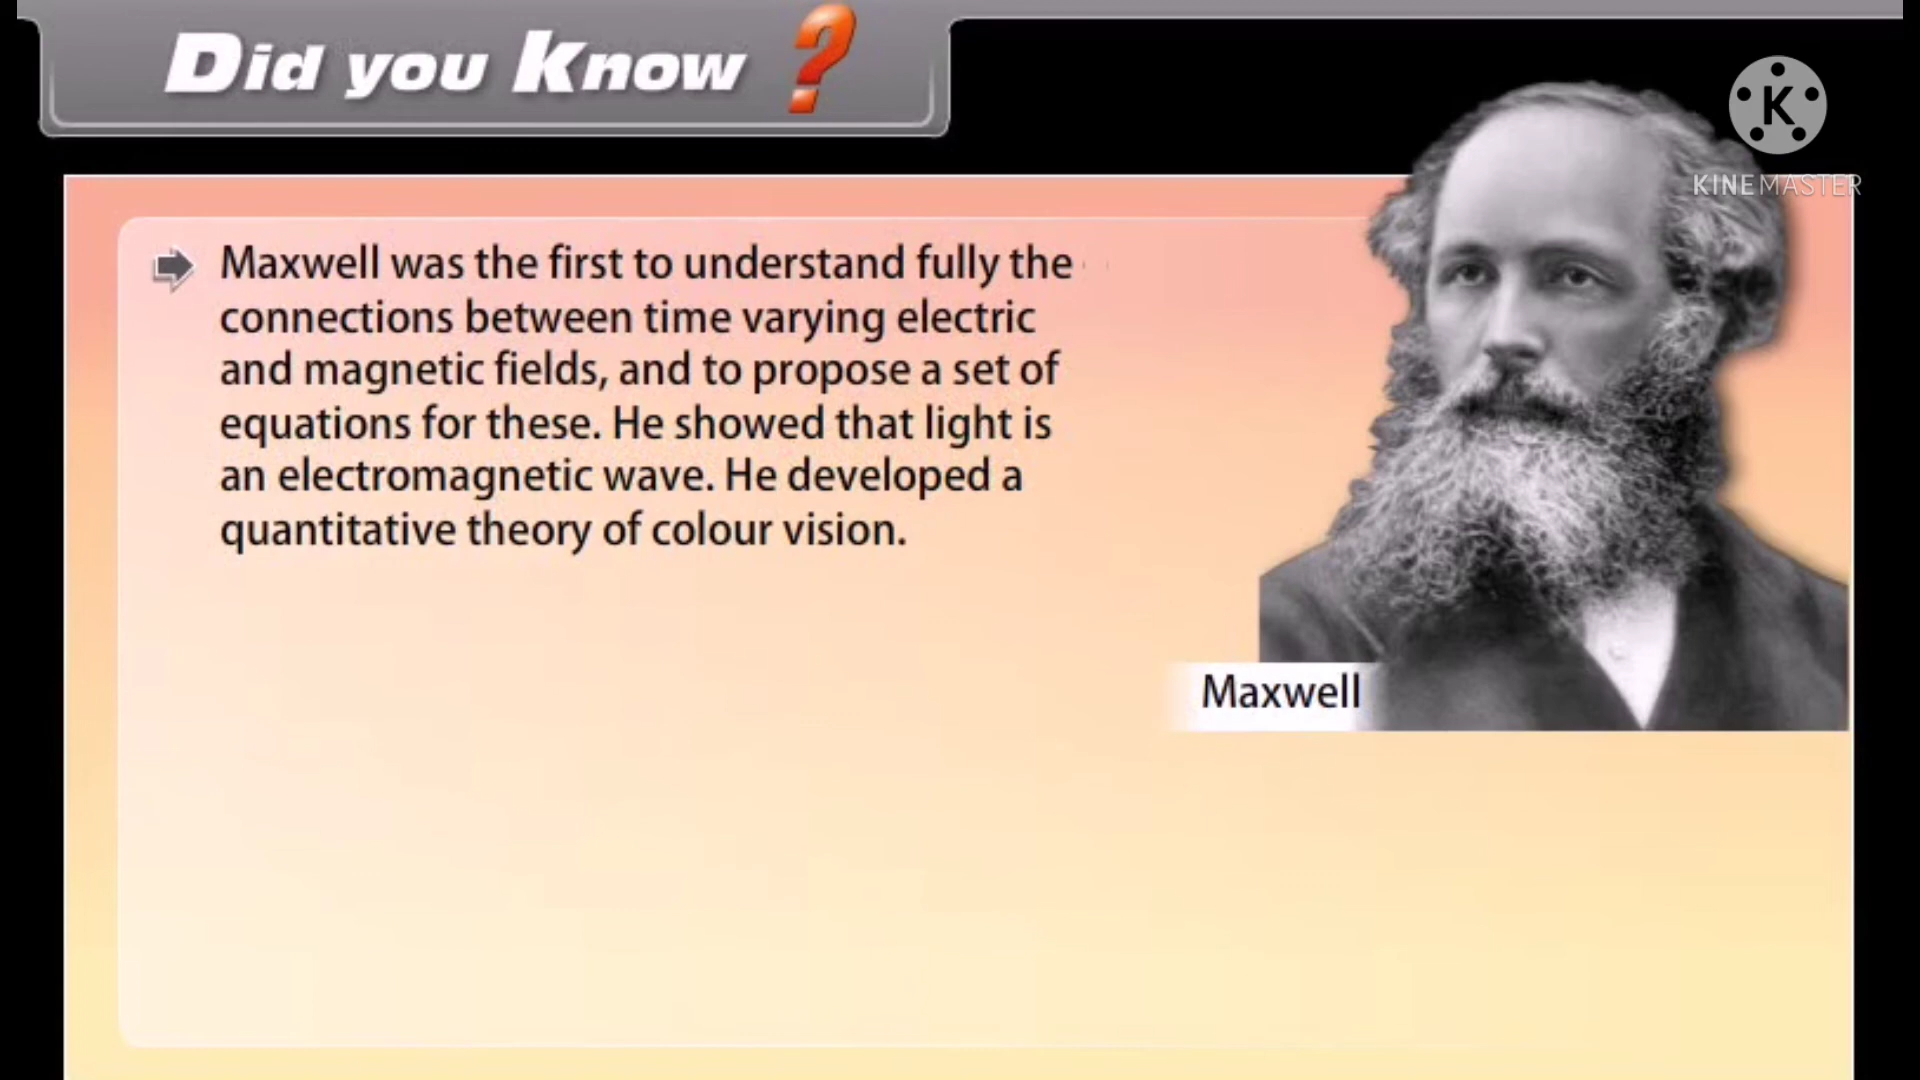 Did you Know ?
K
KINEMASTER
Maxwell was the first to understand fully the
connections between time varying electric
and magnetic fields, and to propose a set of
equations for these. He showed that light is
an electromagnetic wave. He developed a
quantitative theory of colour vision.
Maxwell